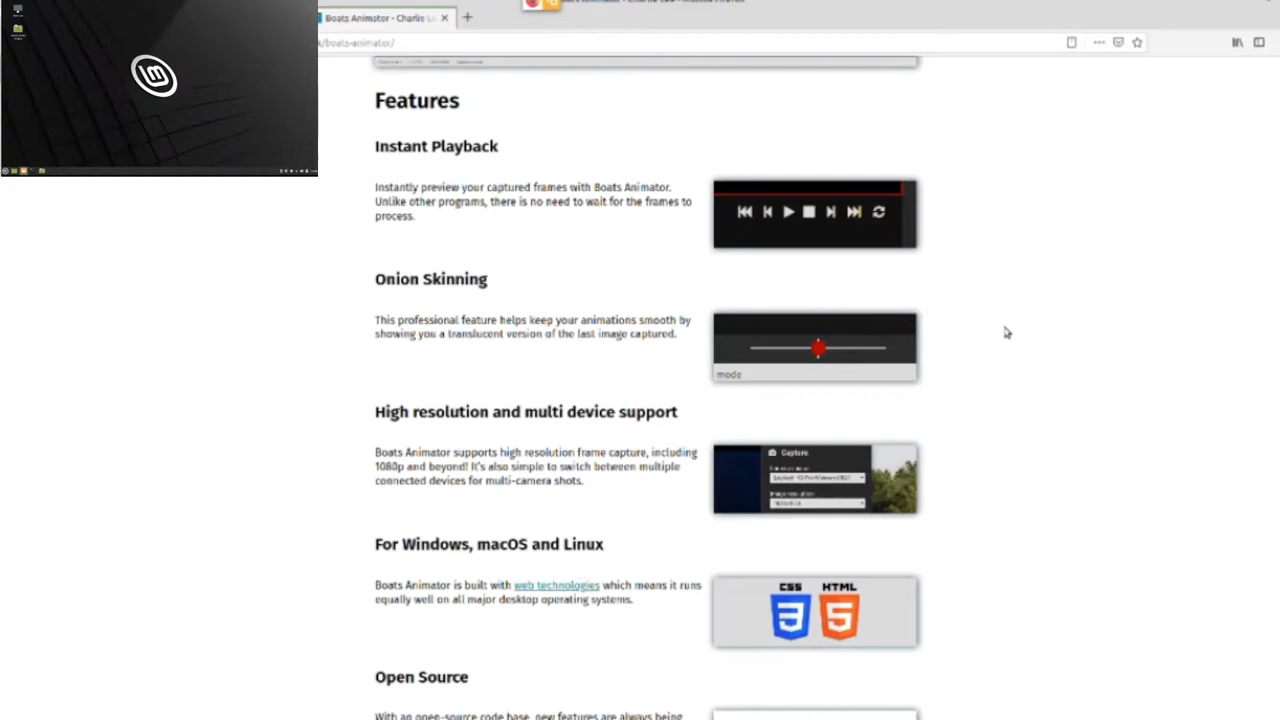 Boats Animator - Charlie L
/boats-animator/
Features
Instant Playback
Instantly preview your captured frames with Boats Animator.
Unlike other programs, there is no need to wait for the frames to
process.
Onion Skinning
This professional feature helps keep your animations smooth by
showing you a translucent version of the last image captured.
mode
High resolution and multi device support
Boats Animator supports high resolution frame capture, including
1080p and beyond! It's also simple to switch between multiple
connected devices for multi-camera shots.
Capture
For Windows, macOS and Linux
Boats Animator is built with web technologies which means it runs
equally well on all major desktop operating systems.
CSS HTML
3 5
Open Source
With an open-source code base, new features are always being